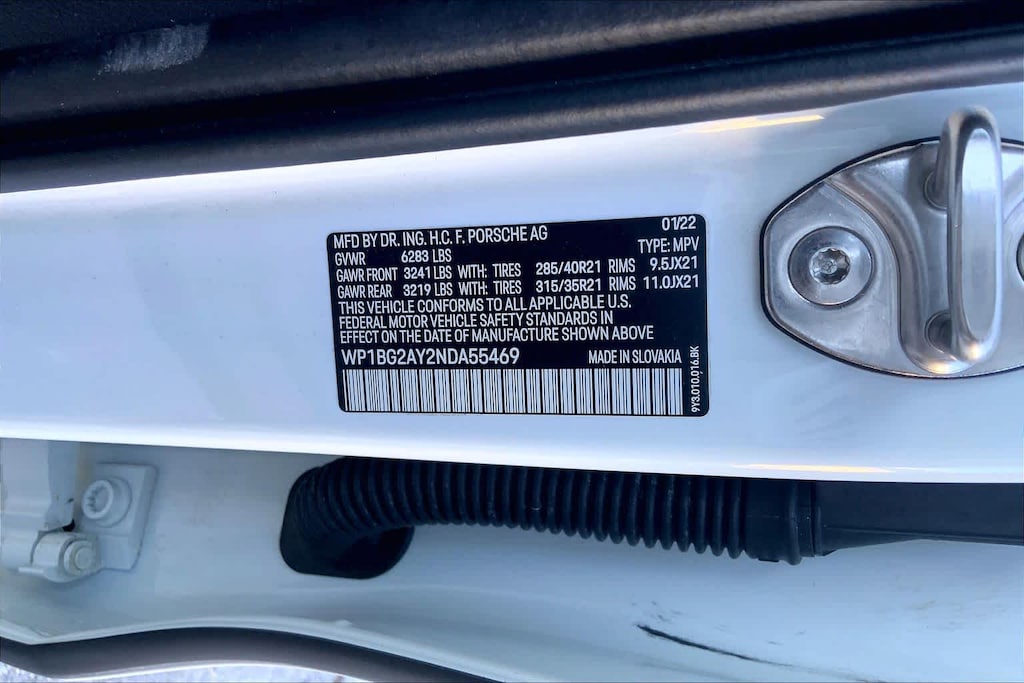 MFD BY DR. ING. H.C. F. PORSCHE AG 01/22
GVWR 6283 LBS TYPE: MPV
GAWR FRONT 3241 LBS WITH: TIRES 285/40R21 RIMS 9.5JX21
GAWR REAR 3219 LBS WITH: TIRES 315/35R21 RIMS 11.0JX21
THIS VEHICLE CONFORMS TO ALL APPLICABLE U.S.
FEDERAL MOTOR VEHICLE SAFETY STANDARDS IN
EFFECT ON THE DATE OF MANUFACTURE SHOWN ABOVE
WP1BG2AY2NDA55469 MADE IN SLOVAKIA
9Y3.010.016.BK